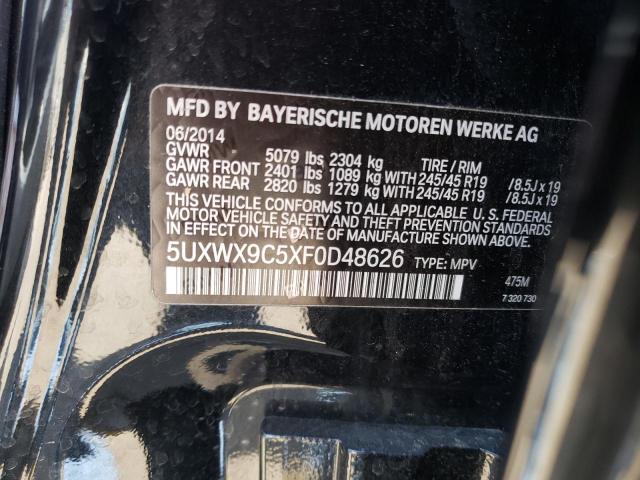 MFD BY BAYERISCHE MOTOREN WERKE AG
06/2014
GVWR 5079 lbs 2304 kg TIRE / RIM
GAWR FRONT 2401 lbs 1089 kg WITH 245/45 R19 /8.5J x 19
GAWR REAR 2820 lbs 1279 kg WITH 245/45 R19 /8.5J x 19
THIS VEHICLE CONFORMS TO ALL APPLICABLE U. S. FEDERAL
MOTOR VEHICLE SAFETY AND THEFT PREVENTION STANDARDS
IN EFFECT ON THE DATE OF MANUFACTURE SHOWN ABOVE.
5UXWX9C5XF0D48626 TYPE: MPV
475M
7 320 730